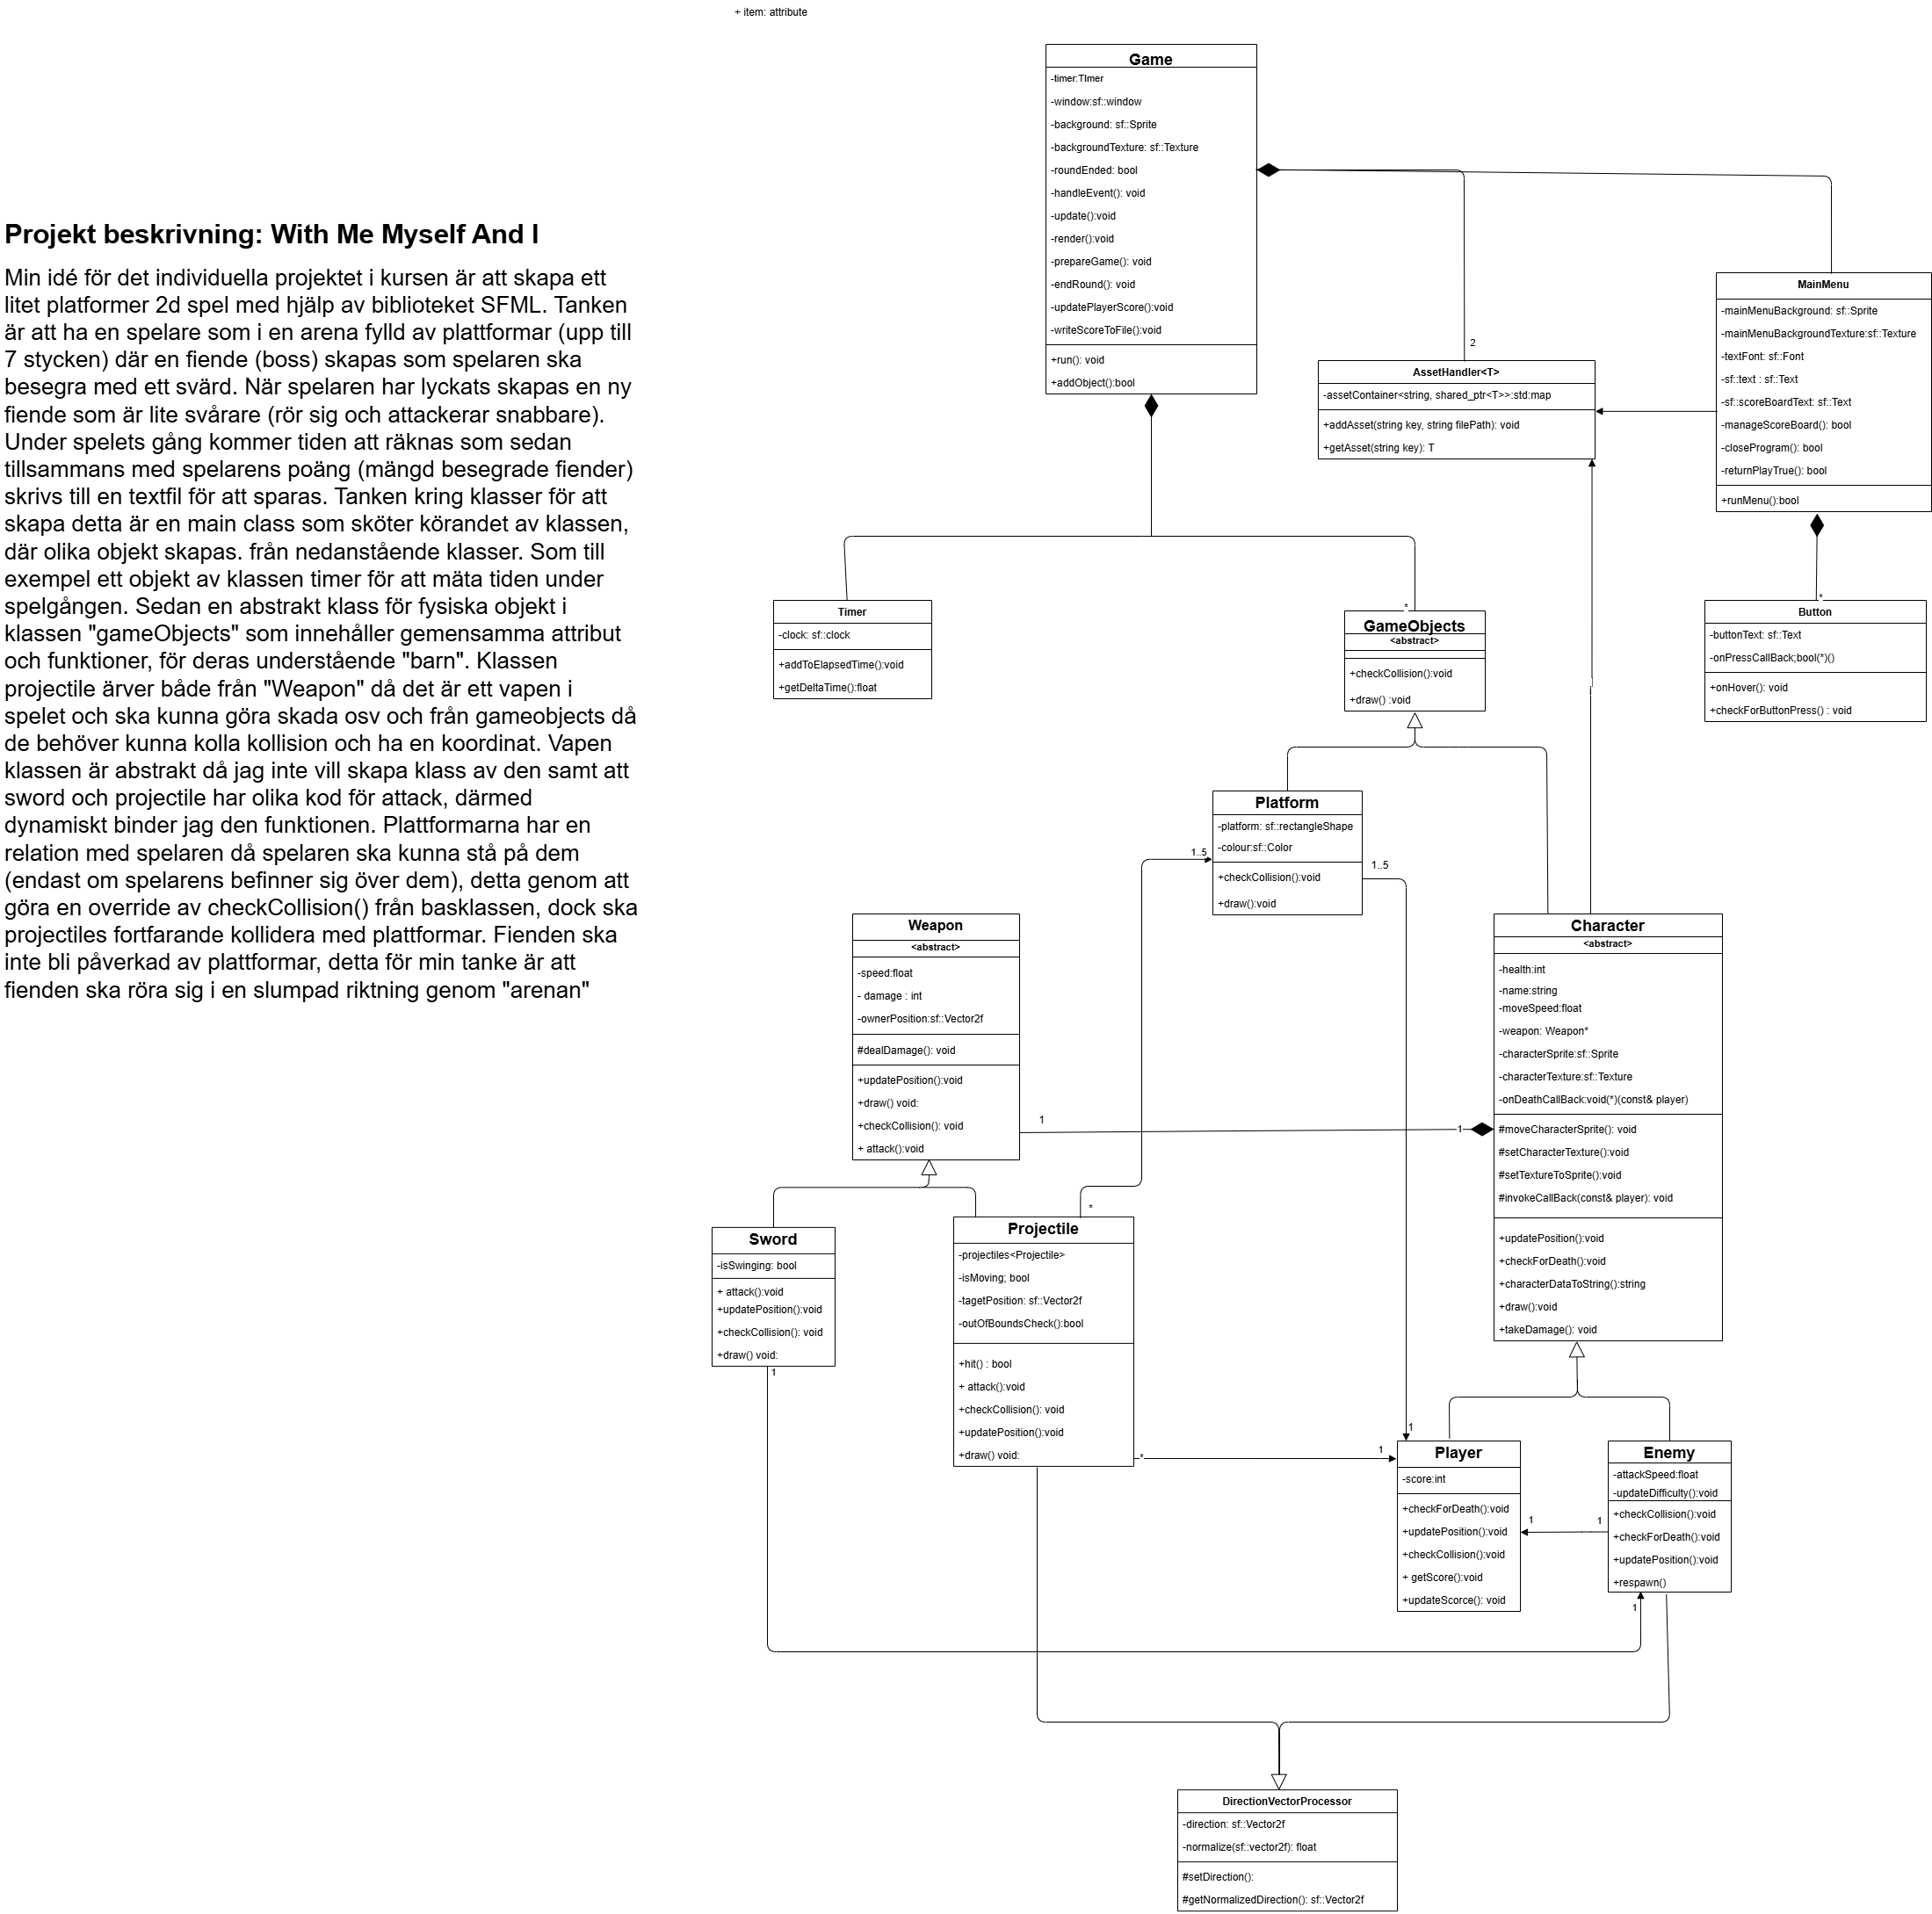 + item: attribute
Projekt beskrivning: With Me Myself And I
Min idé för det individuella projektet i kursen är att skapa ett
litet platformer 2d spel med hjälp av biblioteket SFML. Tanken
är att ha en spelare som i en arena fylld av plattformar (upp till
7 stycken) där en fiende (boss) skapas som spelaren ska
besegra med ett svärd. När spelaren har lyckats skapas en ny
fiende som är lite svårare (rör sig och attackerar snabbare).
Under spelets gång kommer tiden att räknas som sedan
tillsammans med spelarens poäng (mängd besegrade fiender)
skrivs till en textfil för att sparas. Tanken kring klasser för att
skapa detta är en main class som sköter körandet av klassen,
där olika objekt skapas. från nedanstående klasser. Som till
exempel ett objekt av klassen timer för att mäta tiden under
spelgången. Sedan en abstrakt klass för fysiska objekt i
klassen "gameObjects" som innehåller gemensamma attribut
och funktioner, för deras understående "barn". Klassen
projectile ärver både från "Weapon" då det är ett vapen i
spelet och ska kunna göra skada osv och från gameobjects då
de behöver kunna kolla kollision och ha en koordinat. Vapen
klassen är abstrakt då jag inte vill skapa klass av den samt att
sword och projectile har olika kod för attack, därmed
dynamiskt binder jag den funktionen. Plattformarna har en
relation med spelaren då spelaren ska kunna stå på dem
(endast om spelarens befinner sig över dem), detta genom att
göra en override av checkCollision() från basklassen, dock ska
projectiles fortfarande kollidera med plattformar. Fienden ska
inte bli påverkad av plattformar, detta för min tanke är att
fienden ska röra sig i en slumpad riktning genom "arenan"
Game
-timer:TImer
-window:sf::window
-background: sf::Sprite
-backgroundTexture: sf::Texture
-roundEnded: bool
-handleEvent(): void
-update():void
-render():void
-prepareGame(): void
-endRound(): void
-updatePlayerScore():void
-writeScoreToFile():void
+run(): void
+addObject():bool
MainMenu
-mainMenuBackground: sf::Sprite
-mainMenuBackgroundTexture:sf::Texture
-textFont: sf::Font
-sf::text : sf::Text
-sf::scoreBoardText: sf::Text
-manageScoreBoard(): bool
-closeProgram(): bool
-returnPlayTrue(): bool
+runMenu():bool
2
AssetHandler<T>
-assetContainer<string, shared_ptr<T>>:std:map
+addAsset(string key, string filePath): void
+getAsset(string key): T
Timer
-clock: sf::clock
+addToElapsedTime():void
+getDeltaTime():float
*
GameObjects
<abstract>
+checkCollision():void
+draw() :void
*
Button
-buttonText: sf::Text
-onPressCallBack;bool(*)()
+onHover(): void
+checkForButtonPress() : void
Platform
-platform: sf::rectangleShape
-colour:sf::Color
+checkCollision():void
+draw():void
1..5
1..5
Weapon
<abstract>
-speed:float
- damage : int
-ownerPosition:sf::Vector2f
#dealDamage(): void
+updatePosition():void
+draw() void:
+checkCollision(): void
+ attack():void
1
1
Character
<abstract>
-health:int
-name:string
-moveSpeed:float
-weapon: Weapon*
-characterSprite:sf::Sprite
-characterTexture:sf::Texture
-onDeathCallBack:void(*)(const& player)
#moveCharacterSprite(): void
#setCharacterTexture():void
#setTextureToSprite():void
#invokeCallBack(const& player): void
+updatePosition():void
+checkForDeath():void
+characterDataToString():string
+draw():void
+takeDamage(): void
Sword
-isSwinging: bool
+ attack():void
+updatePosition():void
+checkCollision(): void
+draw() void:
1
*
Projectile
-projectiles<Projectile>
-isMoving; bool
-tagetPosition: sf::Vector2f
-outOfBoundsCheck():bool
+hit() : bool
+ attack():void
+checkCollision(): void
+updatePosition():void
+draw() void:
*
1
1
Player
-score:int
+checkForDeath():void
+updatePosition():void
+checkCollision():void
+ getScore():void
+updateScorce(): void
1
1
Enemy
-attackSpeed:float
-updateDifficulty():void
+checkCollision():void
+checkForDeath():void
+updatePosition():void
+respawn()
1
DirectionVectorProcessor
-direction: sf::Vector2f
-normalize(sf::vector2f): float
#setDirection():
#getNormalizedDirection(): sf::Vector2f